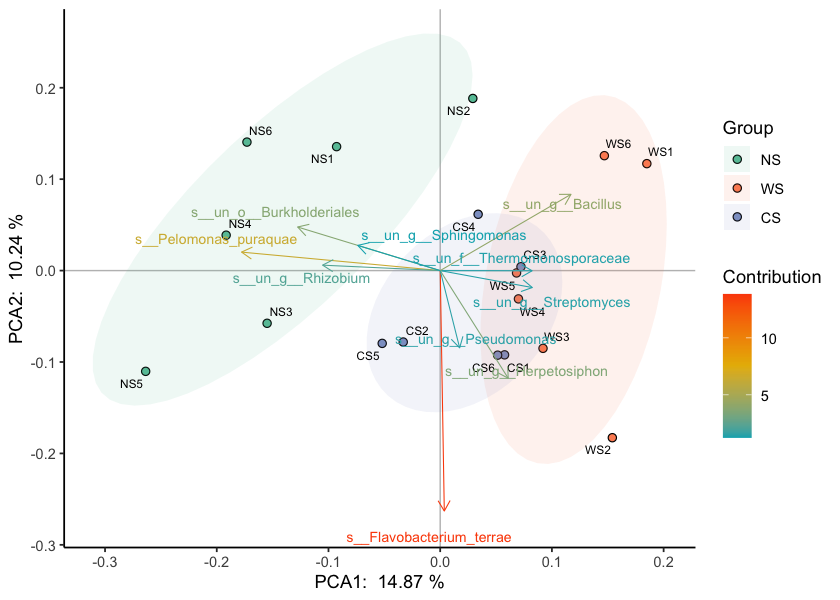 0.2
0.1
0.0
-0.1
-0.2
-0.3
-0.3
-0.2
-0.1
0.0
0.1
0.2
PCA2: 10.24 %
PCA1: 14.87 %
NS2
NS6
NS1
WS6
WS1
s__un_o__Burkholderiales
s__un_g__Bacillus
NS4
CS4
s__Pelomonas_puraquae
s__un_g__Sphingomonas
CS3
s__un_f__Thermomonosporaceae
s__un_g__Rhizobium
WS5
s__un_g__Streptomyces
NS3
WS4
CS2
WS3
s__un_g__Pseudomonas
CS5
CS6
CS1
s__un_g__Herpetosiphon
NS5
WS2
s__Flavobacterium_terrae
Group
NS
WS
CS
Contribution
10
5